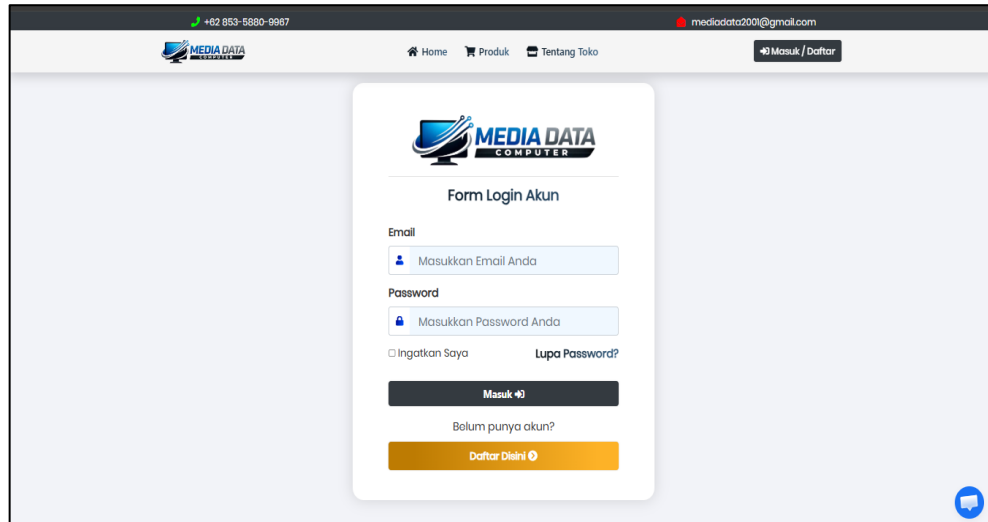 +62 853-5880-9967
mediadata2001@gmail.com
MEDIA DATA
COMPUTER
Home Produk Tentang Toko
Masuk / Daftar
MEDIA DATA
COMPUTER
Form Login Akun
Email
Masukkan Email Anda
Password
Masukkan Password Anda
Ingatkan Saya Lupa Password?
Masuk
Belum punya akun?
Daftar Disini